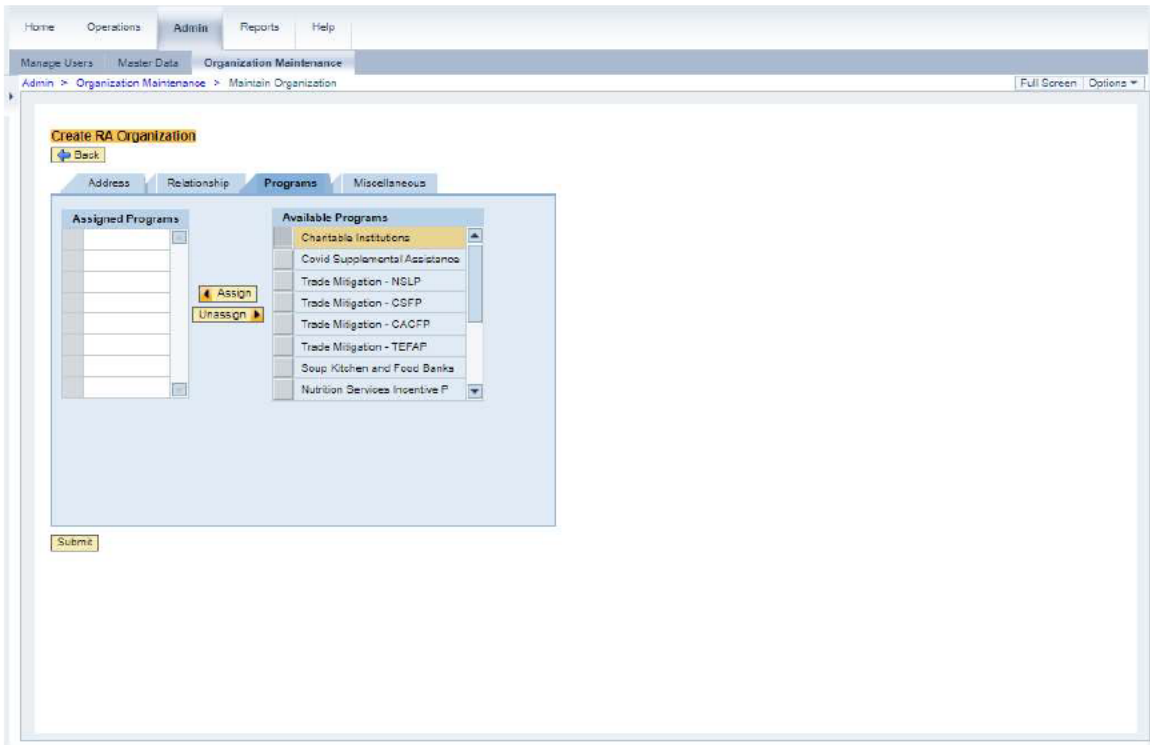 Home Operations Admin Reports Help
Manage Users Master Data Organization Maintenance
Admin > Organization Maintenance > Maintain Organization Full Screen Options
Create RA Organization
Back
Address Relationship Programs Miscellaneous
Assigned Programs
Available Programs
Charitable Institutions
Covid Supplemental Assistance
Trade Mitigation - NSLP
Trade Mitigation - CSFP
Trade Mitigation - CACFP
Trade Mitigation - TEFAP
Soup Kitchen and Food Banks
Nutrition Services Incentive P
Assign
Unassign
Submit